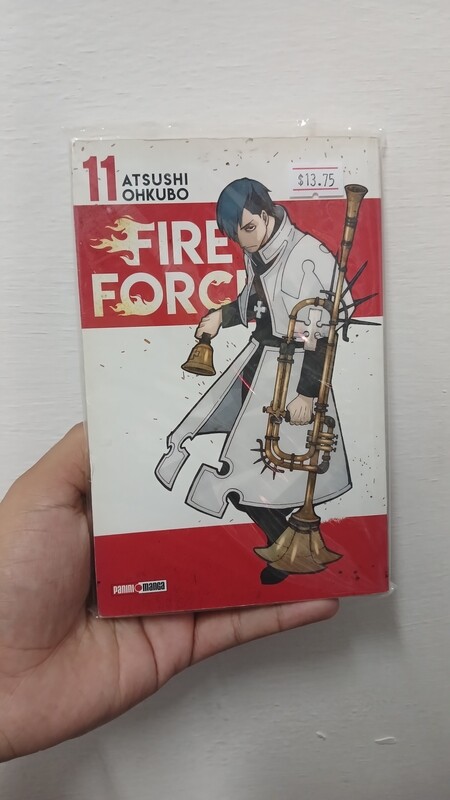 11
ATSUSHI
OHKUBO
$13.75
FIRE
FORC
PANINI MANGA